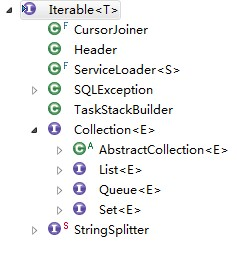 Iterable<T>
CursorJoiner
Header
ServiceLoader<S>
SQLException
TaskStackBuilder
Collection<E>
AbstractCollection<E>
List<E>
Queue<E>
Set<E>
StringSplitter